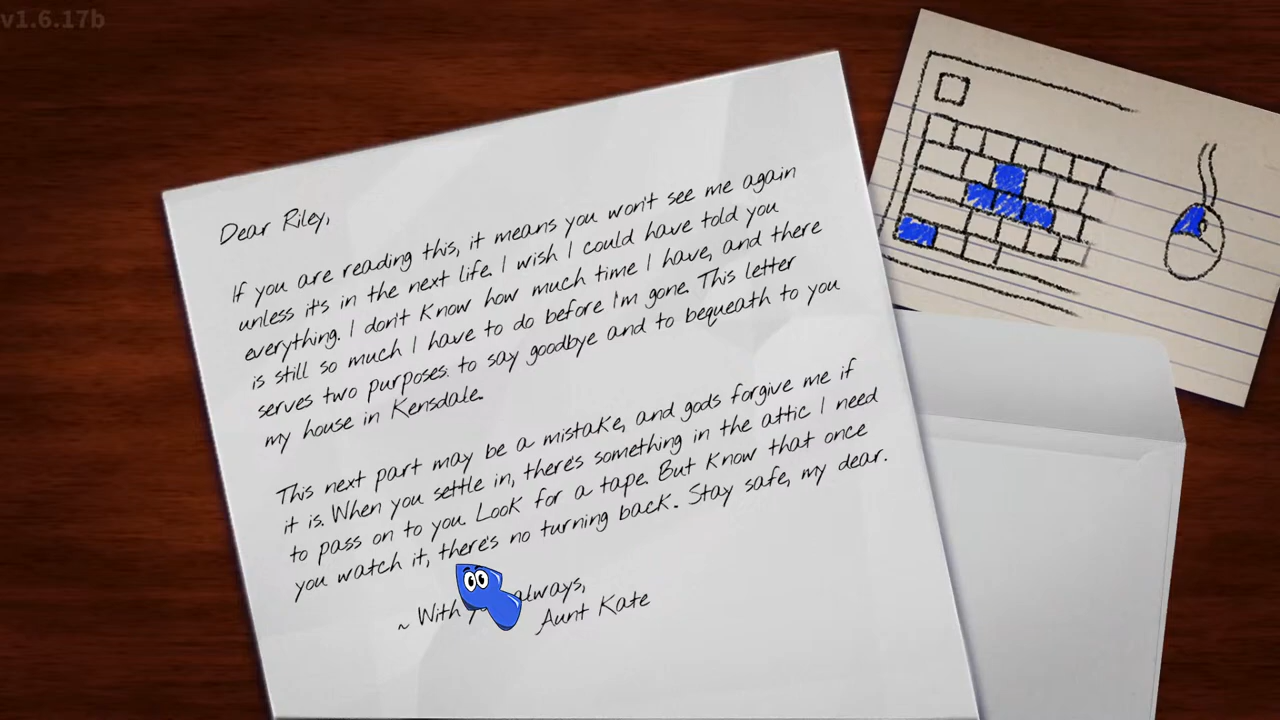 v1.6.17b
Dear Riley,
If you are reading this, it means you won't see me again
unless it's in the next life. I wish I could have told you
everything. I don't know how much time I have, and there
is still so much I have to do before I'm gone. This letter
serves two purposes: to say goodbye and to bequeath to you
my house in Kensdale.
This next part may be a mistake, and gods forgive me if
it is. When you settle in, there's something in the attic I need
to pass on to you. Look for a tape. But know that once
you watch it, there's no turning back. Stay safe, my dear.
~ With always,
Aunt Kate